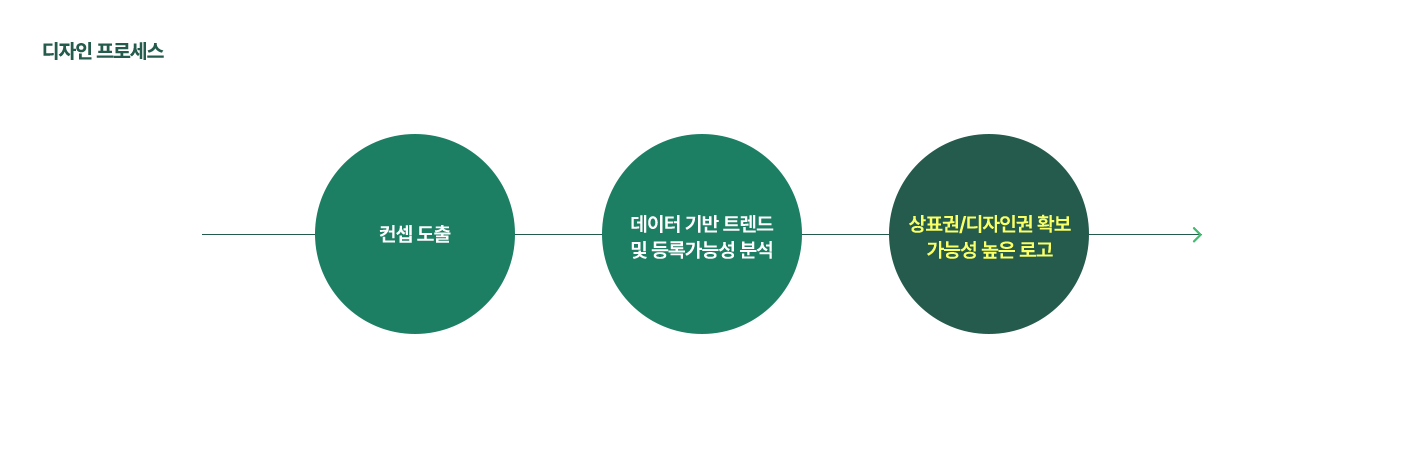 디자인 프로세스
컨셉 도출
데이터 기반 트렌드
및 등록가능성 분석
상표권/디자인권 확보
가능성 높은 로고